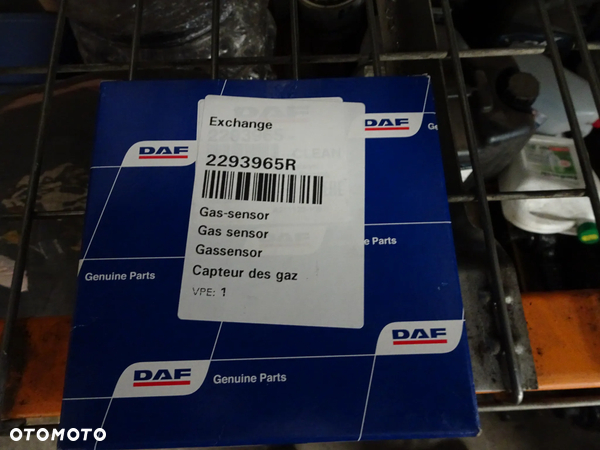 Exchange
2293965R
Gas-sensor
Gas sensor
Gassensor
Capteur des gaz
VPE: 1
DAF
Genuine
DAF
Genuine Parts
DAF
Genuine Parts
DAF
Genuine Parts
DAF
Genuine Parts
OTOMOTO